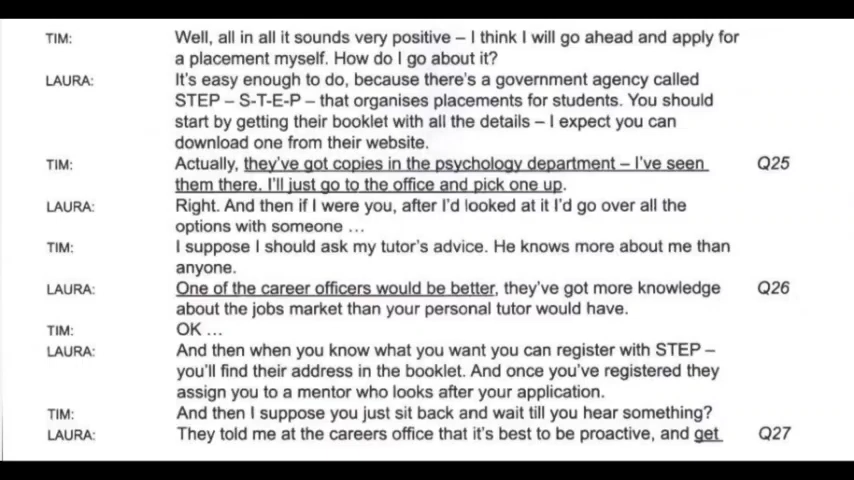 TIM: Well, all in all it sounds very positive – I think I will go ahead and apply for
a placement myself. How do I go about it?
LAURA: It's easy enough to do, because there's a government agency called
STEP – S-T-E-P – that organises placements for students. You should
start by getting their booklet with all the details – I expect you can
download one from their website.
TIM: Actually, they've got copies in the psychology department – I've seen Q25
them there. I'll just go to the office and pick one up.
LAURA: Right. And then if I were you, after I'd looked at it I'd go over all the
options with someone ...
TIM: I suppose I should ask my tutor's advice. He knows more about me than
anyone.
LAURA: One of the career officers would be better, they've got more knowledge Q26
about the jobs market than your personal tutor would have.
TIM: OK ...
LAURA: And then when you know what you want you can register with STEP –
you'll find their address in the booklet. And once you've registered they
assign you to a mentor who looks after your application.
TIM: And then I suppose you just sit back and wait till you hear something?
LAURA: They told me at the careers office that it's best to be proactive, and get Q27